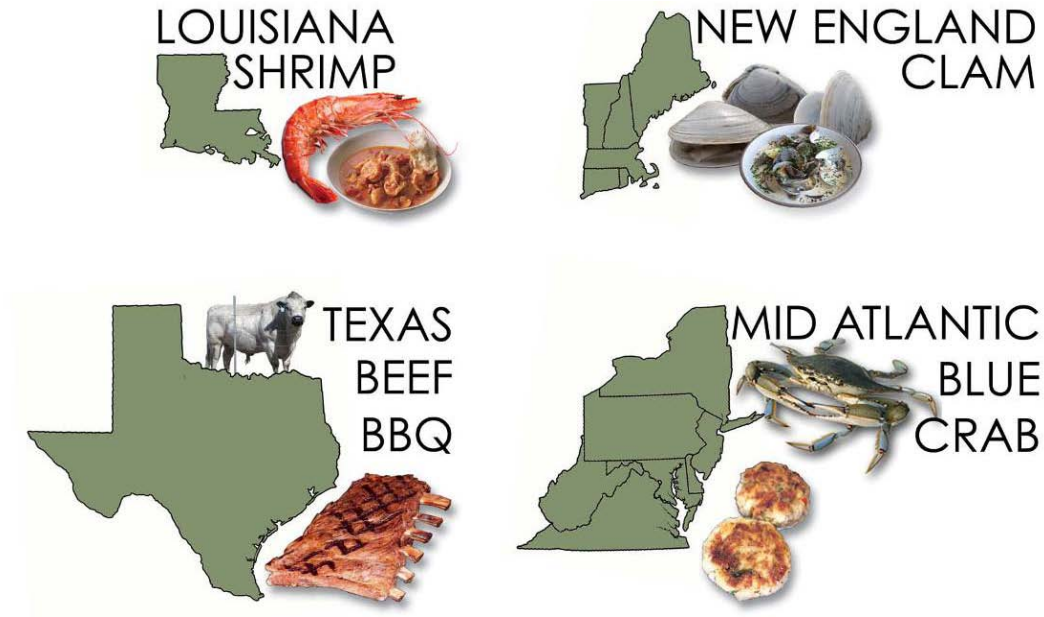 LOUISIANA
SHRIMP
NEW ENGLAND
CLAM
TEXAS
BEEF
BBQ
MID ATLANTIC
BLUE
CRAB